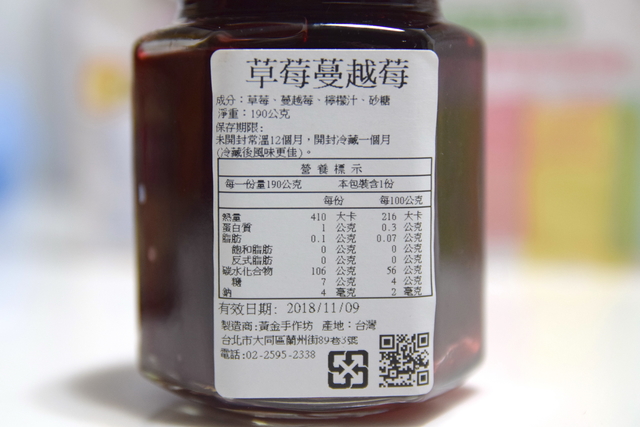 草莓蔓越莓
成分：草莓、蔓越莓、檸檬汁、砂糖
淨重：190公克
保存期限:
未開封常溫12個月，開封冷藏一個月
(冷藏後風味更佳)。
營養標示
每一份量190公克 本包裝含1份
每份 每100公克
熱量 410 大卡 216 大卡
蛋白質 1 公克 0.3 公克
脂肪 0.1 公克 0.07 公克
飽和脂肪 0 公克 0 公克
反式脂肪 0 公克 0 公克
碳水化合物 106 公克 56 公克
糖 7 公克 4 公克
鈉 4 毫克 2 毫克
有效日期: 2018/11/09
製造商:黃金手作坊 產地：台灣
台北市大同區蘭州街89巷3號
電話:02-2595-2338